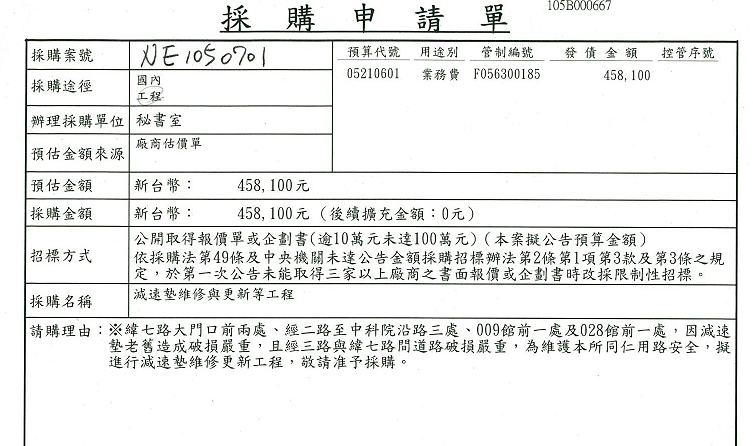 105B000667
採購申請單
採購案號 NE1050701
預算代號 用途別 管制編號 發債金額 控管序號
05210601 業務費 F056300185 458,100
採購途徑 國內
工程
辦理採購單位 秘書室
預估金額來源 廠商估價單
預估金額 新台幣: 458,100元
採購金額 新台幣: 458,100元(後續擴充金額:0元)
招標方式 公開取得報價單或企劃書(逾10萬元未達100萬元)(本案擬公告預算金額)
依採購法第49條及中央機關未達公告金額採購招標辦法第2條第1項第3款及第3條之規
定,於第一次公告未能取得三家以上廠商之書面報價或企劃書時改採限制性招標。
採購名稱 減速墊維修與更新等工程
請購理由:※緯七路大門口前兩處、經二路至中科院沿路三處、009館前一處及028館前一處,因減速
墊老舊造成破損嚴重,且經三路與緯七路間道路破損嚴重,為維護本所同仁用路安全,擬
進行減速墊維修更新工程,敬請准予採購。